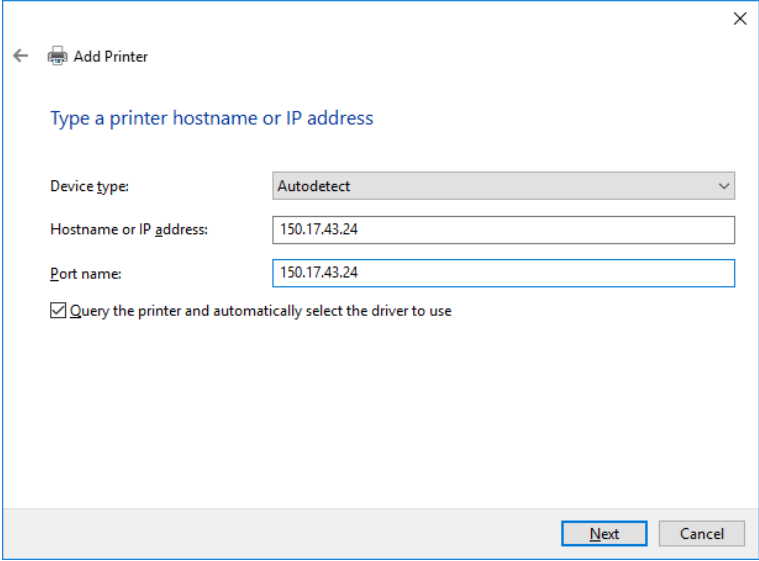 Add Printer
Type a printer hostname or IP address
Device type: Autodetect
Hostname or IP address: 150.17.43.24
Port name: 150.17.43.24
Query the printer and automatically select the driver to use
Next Cancel